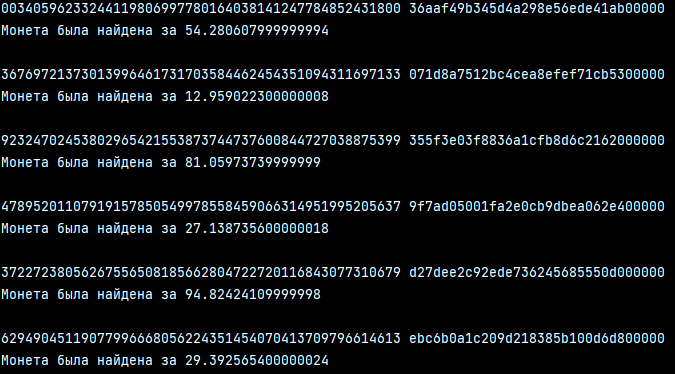 00340596233244119806997780164038141247784852431800 36aaf49b345d4a298e56ede41ab00000
Монета была найдена за 54.280607999999994
36769721373013996461731703584462454351094311697133 071d8a7512bc4cea8efef71cb5300000
Монета была найдена за 12.959022300000008
92324702453802965421553873744737600844727038875399 355f3e03f8836a1cfb8d6c2162000000
Монета была найдена за 81.05973739999999
47895201107919157850549978558459066314951995205637 9f7ad05001fa2e0cb9dbea062e400000
Монета была найдена за 27.138735600000018
37227238056267556508185662804722720116843077310679 d27dee2c92ede736245685550d000000
Монета была найдена за 94.82424109999998
62949045119077996668056224351454070413709796614613 ebc6b0a1c209d218385b100d6d800000
Монета была найдена за 29.392565400000024